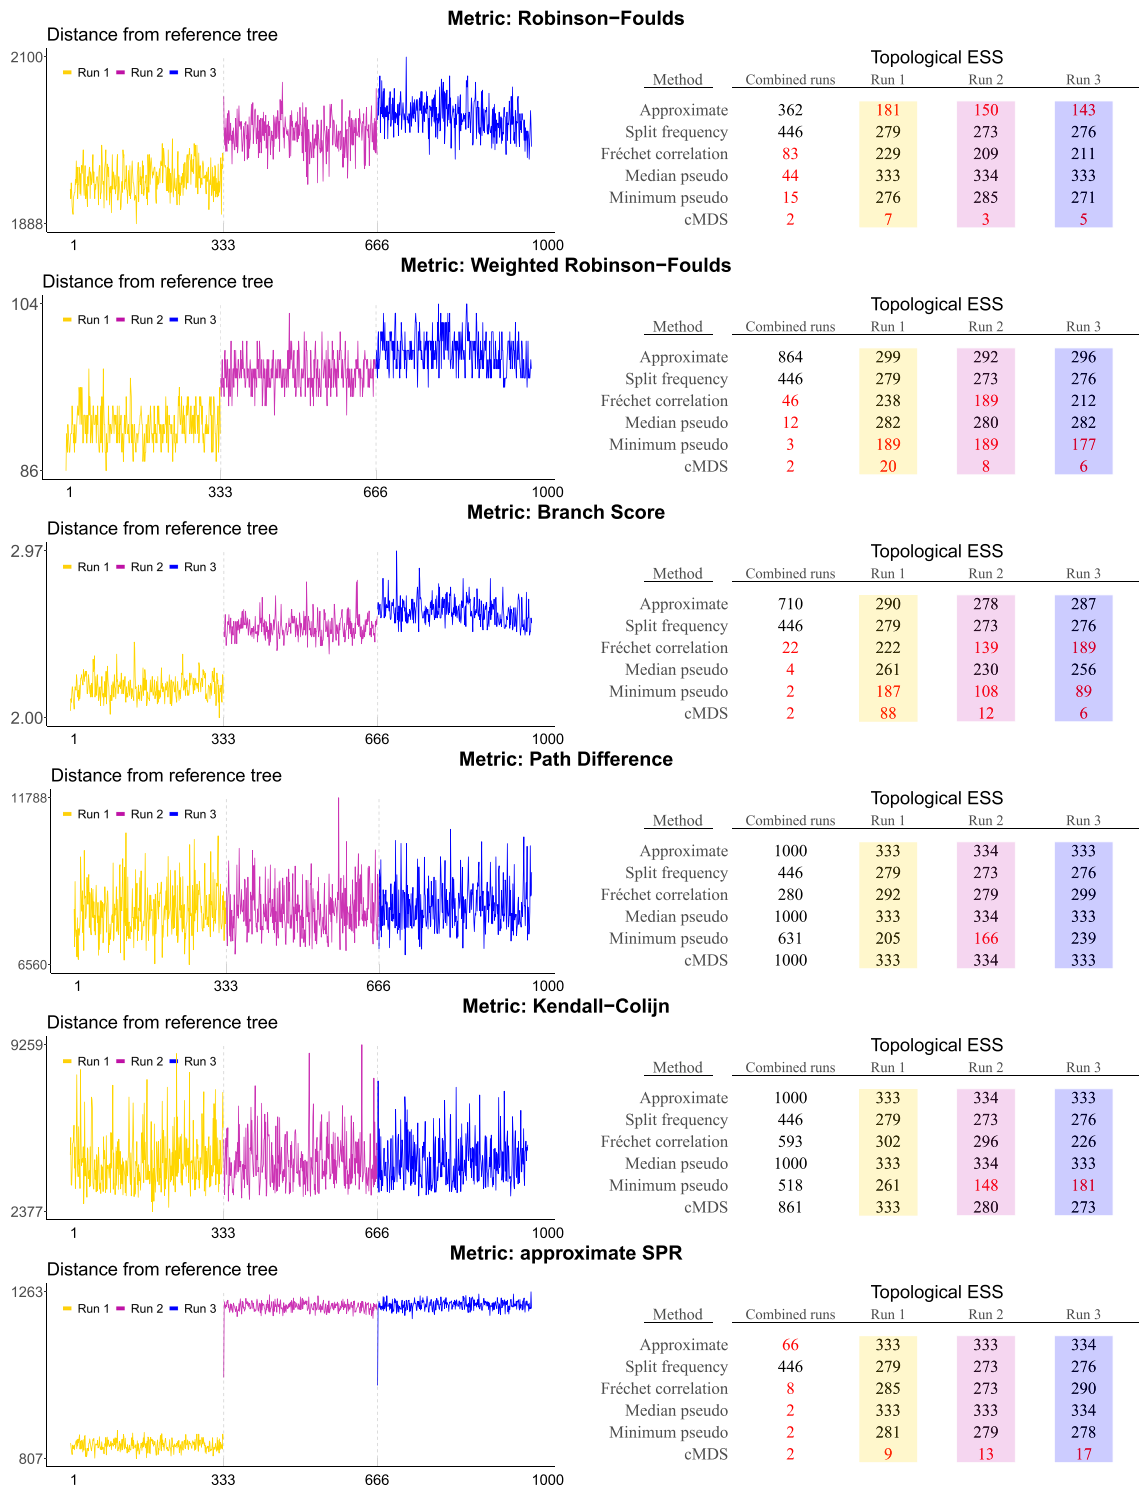 Metric: Robinson−Foulds
Distance from reference tree
2100
Run 1 Run 2 Run 3
1888
1 333 666 1000
Topological ESS
Method Combined runs Run 1 Run 2 Run 3
Approximate 362 181 150 143
Split frequency 446 279 273 276
Fréchet correlation 83 229 209 211
Median pseudo 44 333 334 333
Minimum pseudo 15 276 285 271
cMDS 2 7 3 5
Metric: Weighted Robinson−Foulds
Distance from reference tree
104
Run 1 Run 2 Run 3
86
1 333 666 1000
Topological ESS
Method Combined runs Run 1 Run 2 Run 3
Approximate 864 299 292 296
Split frequency 446 279 273 276
Fréchet correlation 46 238 189 212
Median pseudo 12 282 280 282
Minimum pseudo 3 189 189 177
cMDS 2 20 8 6
Metric: Branch Score
Distance from reference tree
2.97
Run 1 Run 2 Run 3
2.00
1 333 666 1000
Topological ESS
Method Combined runs Run 1 Run 2 Run 3
Approximate 710 290 278 287
Split frequency 446 279 273 276
Fréchet correlation 22 222 139 189
Median pseudo 4 261 230 256
Minimum pseudo 2 187 108 89
cMDS 2 88 12 6
Metric: Path Difference
Distance from reference tree
11788
Run 1 Run 2 Run 3
6560
1 333 666 1000
Topological ESS
Method Combined runs Run 1 Run 2 Run 3
Approximate 1000 333 334 333
Split frequency 446 279 273 276
Fréchet correlation 280 292 279 299
Median pseudo 1000 333 334 333
Minimum pseudo 631 205 166 239
cMDS 1000 333 334 333
Metric: Kendall−Colijn
Distance from reference tree
9259
Run 1 Run 2 Run 3
2377
1 333 666 1000
Topological ESS
Method Combined runs Run 1 Run 2 Run 3
Approximate 1000 333 334 333
Split frequency 446 279 273 276
Fréchet correlation 593 302 296 226
Median pseudo 1000 333 334 333
Minimum pseudo 518 261 148 181
cMDS 861 333 280 273
Metric: approximate SPR
Distance from reference tree
1263
Run 1 Run 2 Run 3
807
1 333 666 1000
Topological ESS
Method Combined runs Run 1 Run 2 Run 3
Approximate 66 333 333 334
Split frequency 446 279 273 276
Fréchet correlation 8 285 273 290
Median pseudo 2 333 333 334
Minimum pseudo 2 281 279 278
cMDS 2 9 13 17